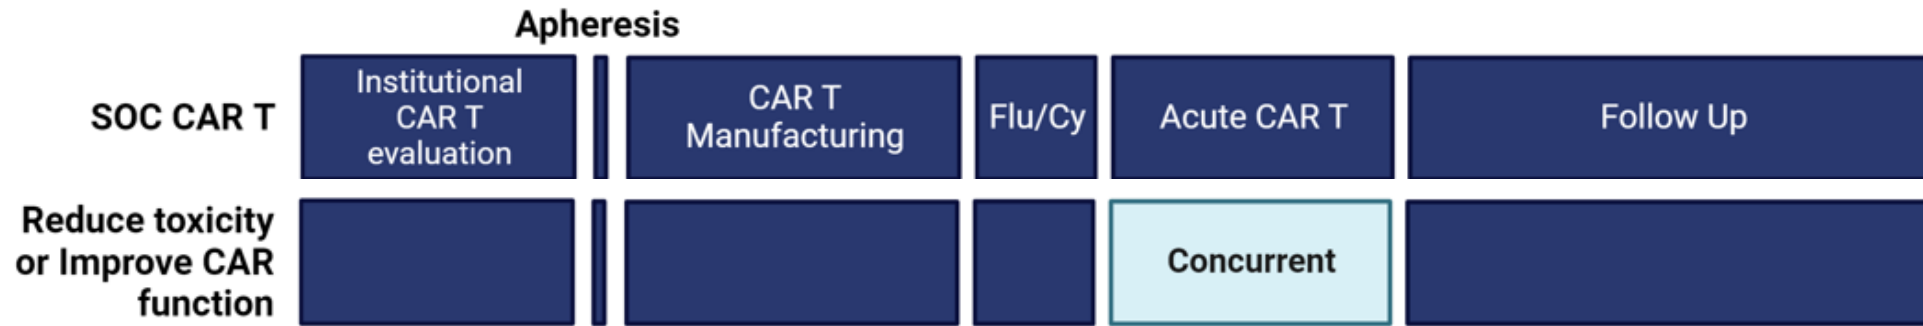 Apheresis
SOC CAR T
Institutional
CAR T
evaluation
CAR T
Manufacturing
Flu/Cy
Acute CAR T
Follow Up
Reduce toxicity
or Improve CAR
function
Concurrent